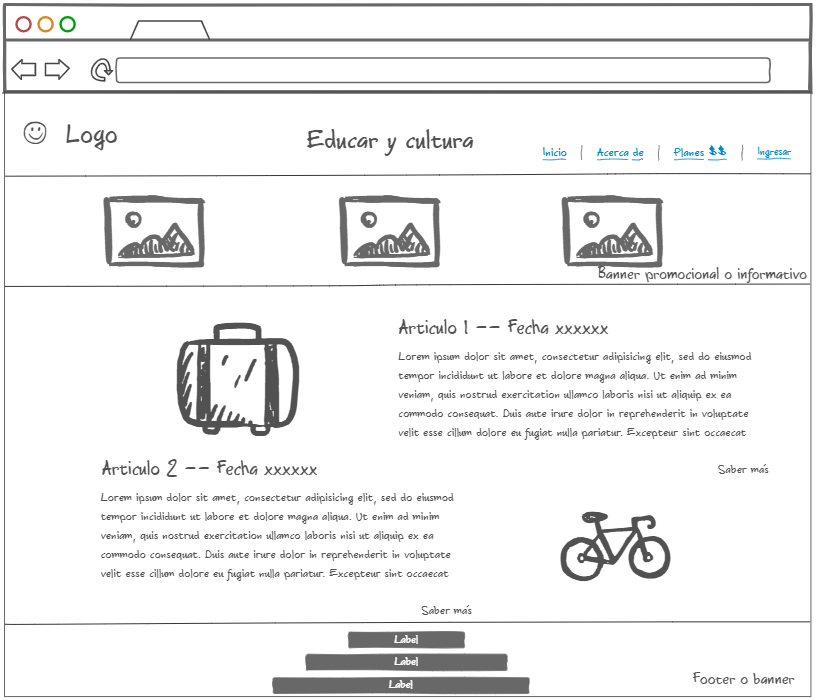 Logo
Educar y cultura
Inicio | Acerca de | Planes $$ | Ingresar
Banner promocional o informativo
Articulo 1 -- Fecha xxxxxx
Lorem ipsum dolor sit amet, consectetur adipisicing elit, sed do eiusmod
tempor incididunt ut labore et dolore magna aliqua. Ut enim ad minim
veniam, quis nostrud exercitation ullamco laboris nisi ut aliquip ex ea
commodo consequat. Duis aute irure dolor in reprehenderit in voluptate
velit esse cillum dolore eu fugiat nulla pariatur. Excepteur sint occaecat
Saber más
Articulo 2 -- Fecha xxxxxx
Lorem ipsum dolor sit amet, consectetur adipisicing elit, sed do eiusmod
tempor incididunt ut labore et dolore magna aliqua. Ut enim ad minim
veniam, quis nostrud exercitation ullamco laboris nisi ut aliquip ex ea
commodo consequat. Duis aute irure dolor in reprehenderit in voluptate
velit esse cillum dolore eu fugiat nulla pariatur. Excepteur sint occaecat
Saber más
Label
Label
Label
Footer o banner